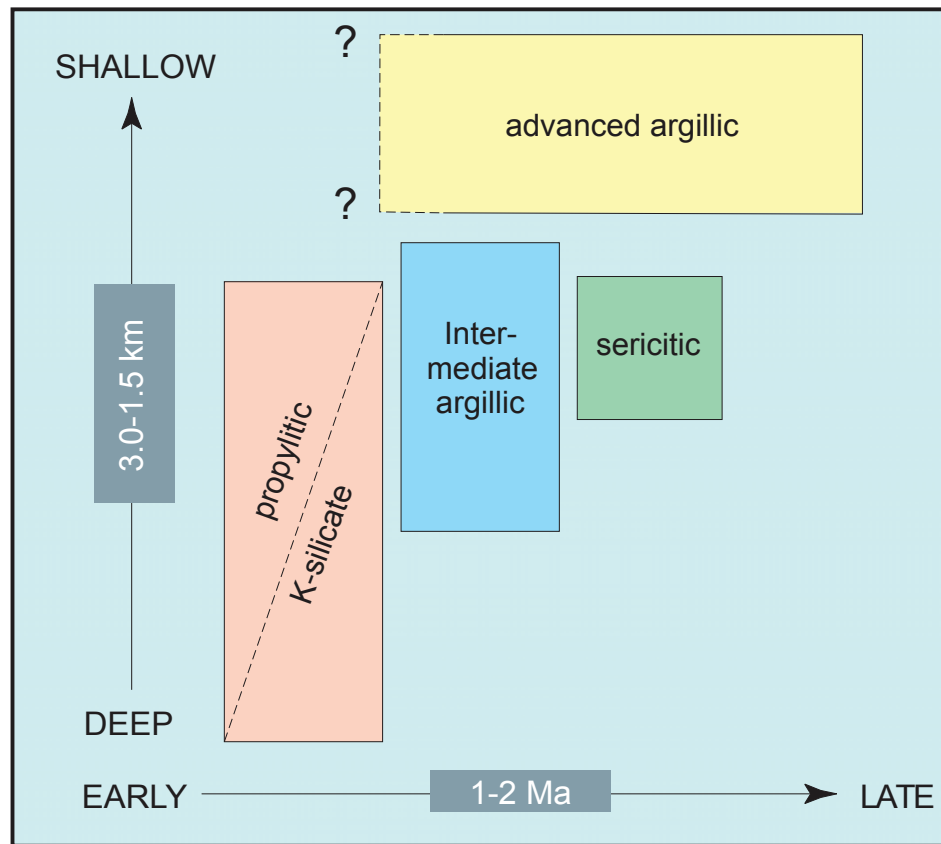 ?
SHALLOW
advanced argillic
?
3.0-1.5 km
propylitic
K-silicate
Inter-
mediate
argillic
sericitic
DEEP
EARLY
1-2 Ma
LATE